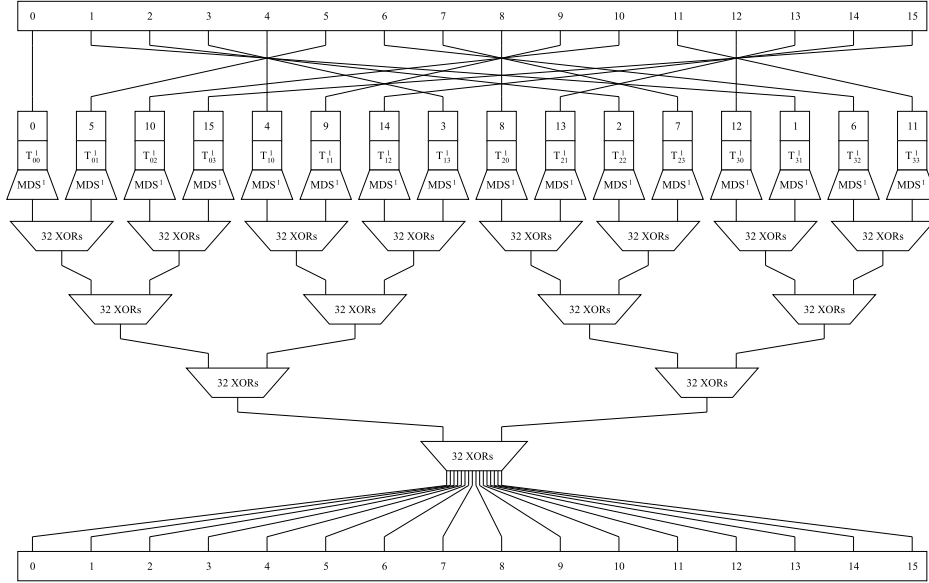 0 1 2 3 4 5 6 7 8 9 10 11 12 13 14 15
0 5 10 15 4 9 14 3 8 13 2 7 12 1 6 11
T¹₀₀ T¹₀₁ T¹₀₂ T¹₀₃ T¹₁₀ T¹₁₁ T¹₁₂ T¹₁₃ T¹₂₀ T¹₂₁ T¹₂₂ T¹₂₃ T¹₃₀ T¹₃₁ T¹₃₂ T¹₃₃
MDS¹ MDS¹ MDS¹ MDS¹ MDS¹ MDS¹ MDS¹ MDS¹ MDS¹ MDS¹ MDS¹ MDS¹ MDS¹ MDS¹ MDS¹ MDS¹
32 XORs 32 XORs 32 XORs 32 XORs 32 XORs 32 XORs 32 XORs 32 XORs
32 XORs 32 XORs 32 XORs 32 XORs
32 XORs 32 XORs
32 XORs
0 1 2 3 4 5 6 7 8 9 10 11 12 13 14 15